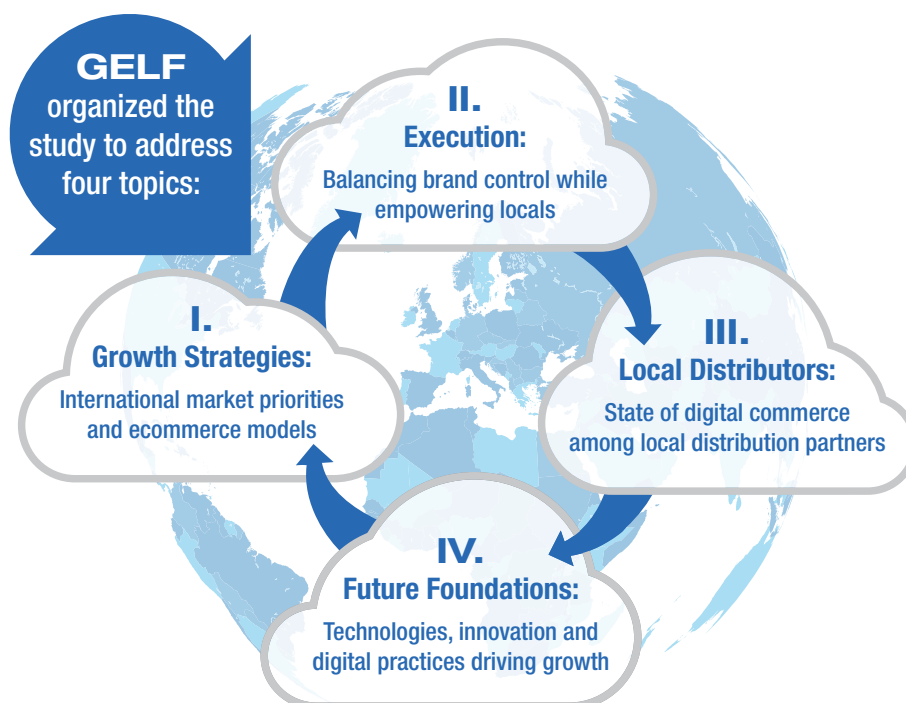 GELF
organized the
study to address
four topics:
I.
Growth Strategies:
International market priorities
and ecommerce models
II.
Execution:
Balancing brand control while
empowering locals
III.
Local Distributors:
State of digital commerce
among local distribution partners
IV.
Future Foundations:
Technologies, innovation and
digital practices driving growth